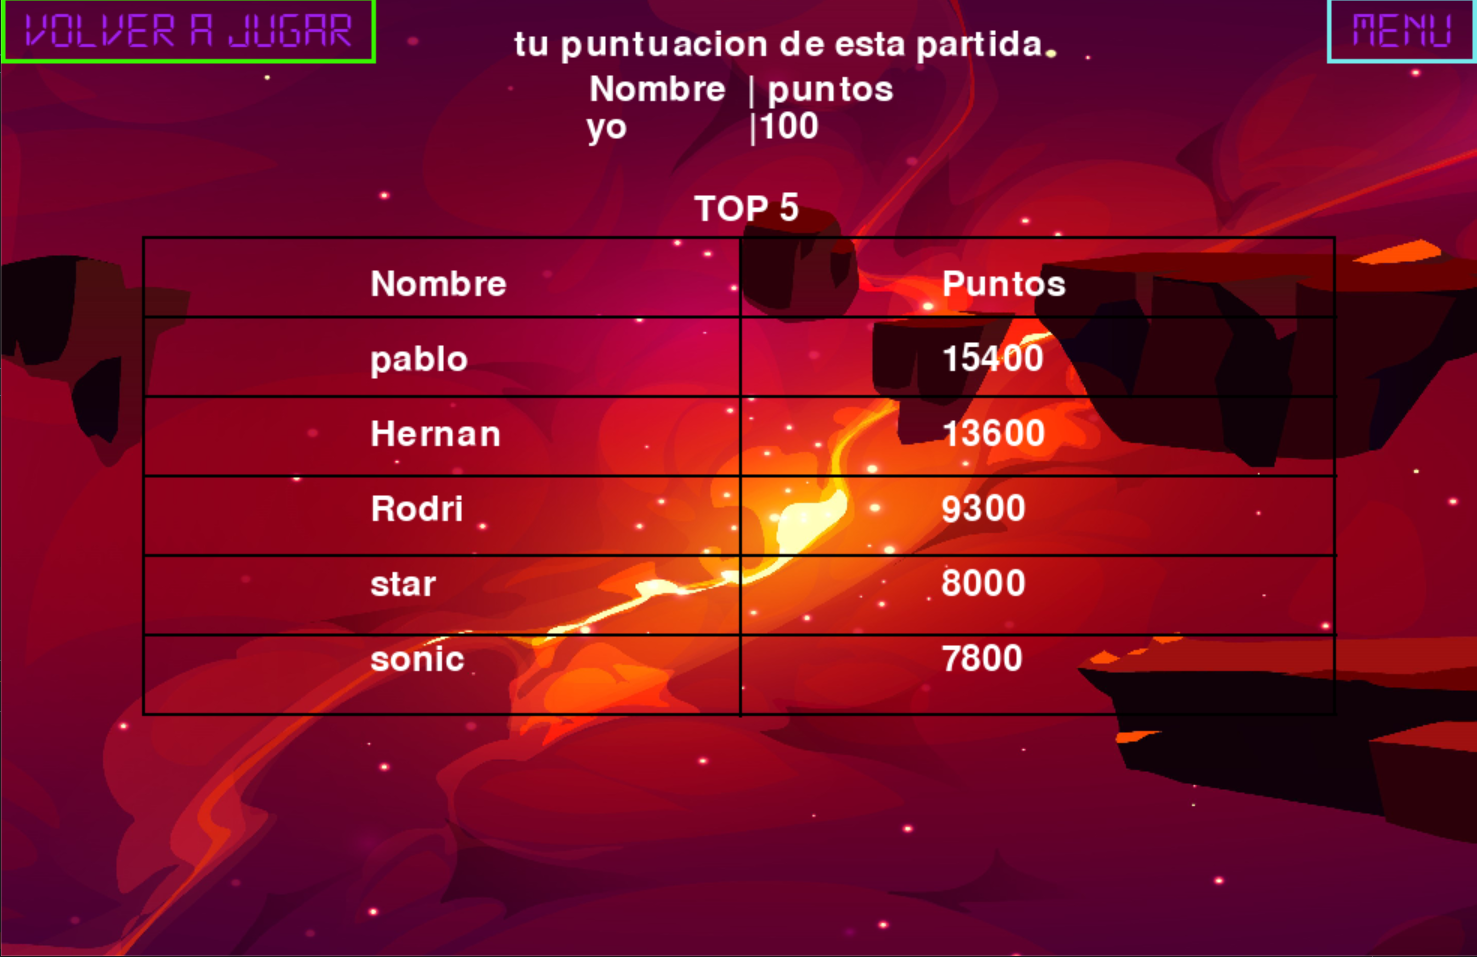 VOLVER A JUGAR
MENU
tu puntuacion de esta partida.
Nombre | puntos
yo |100
TOP 5
Nombre Puntos
pablo 15400
Hernan 13600
Rodri 9300
star 8000
sonic 7800